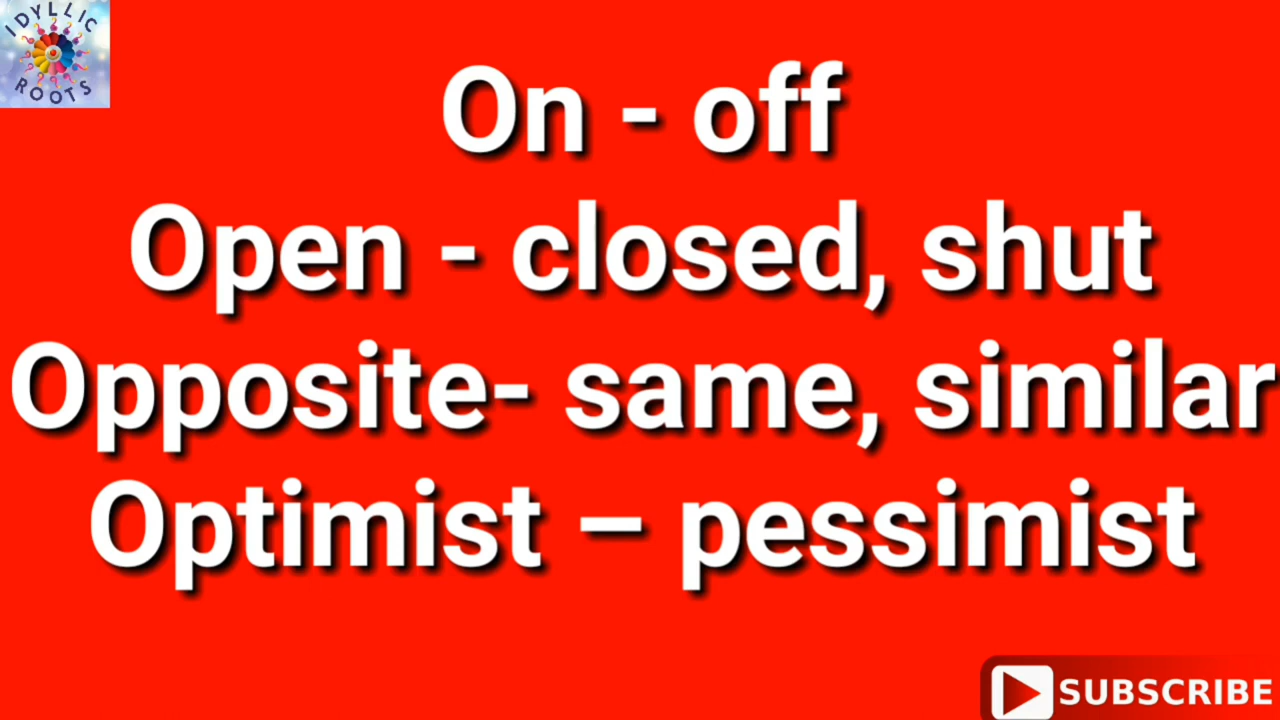 IDYLLIC
ROOTS
On - off
Open - closed, shut
Opposite- same, similar
Optimist – pessimist
SUBSCRIBE